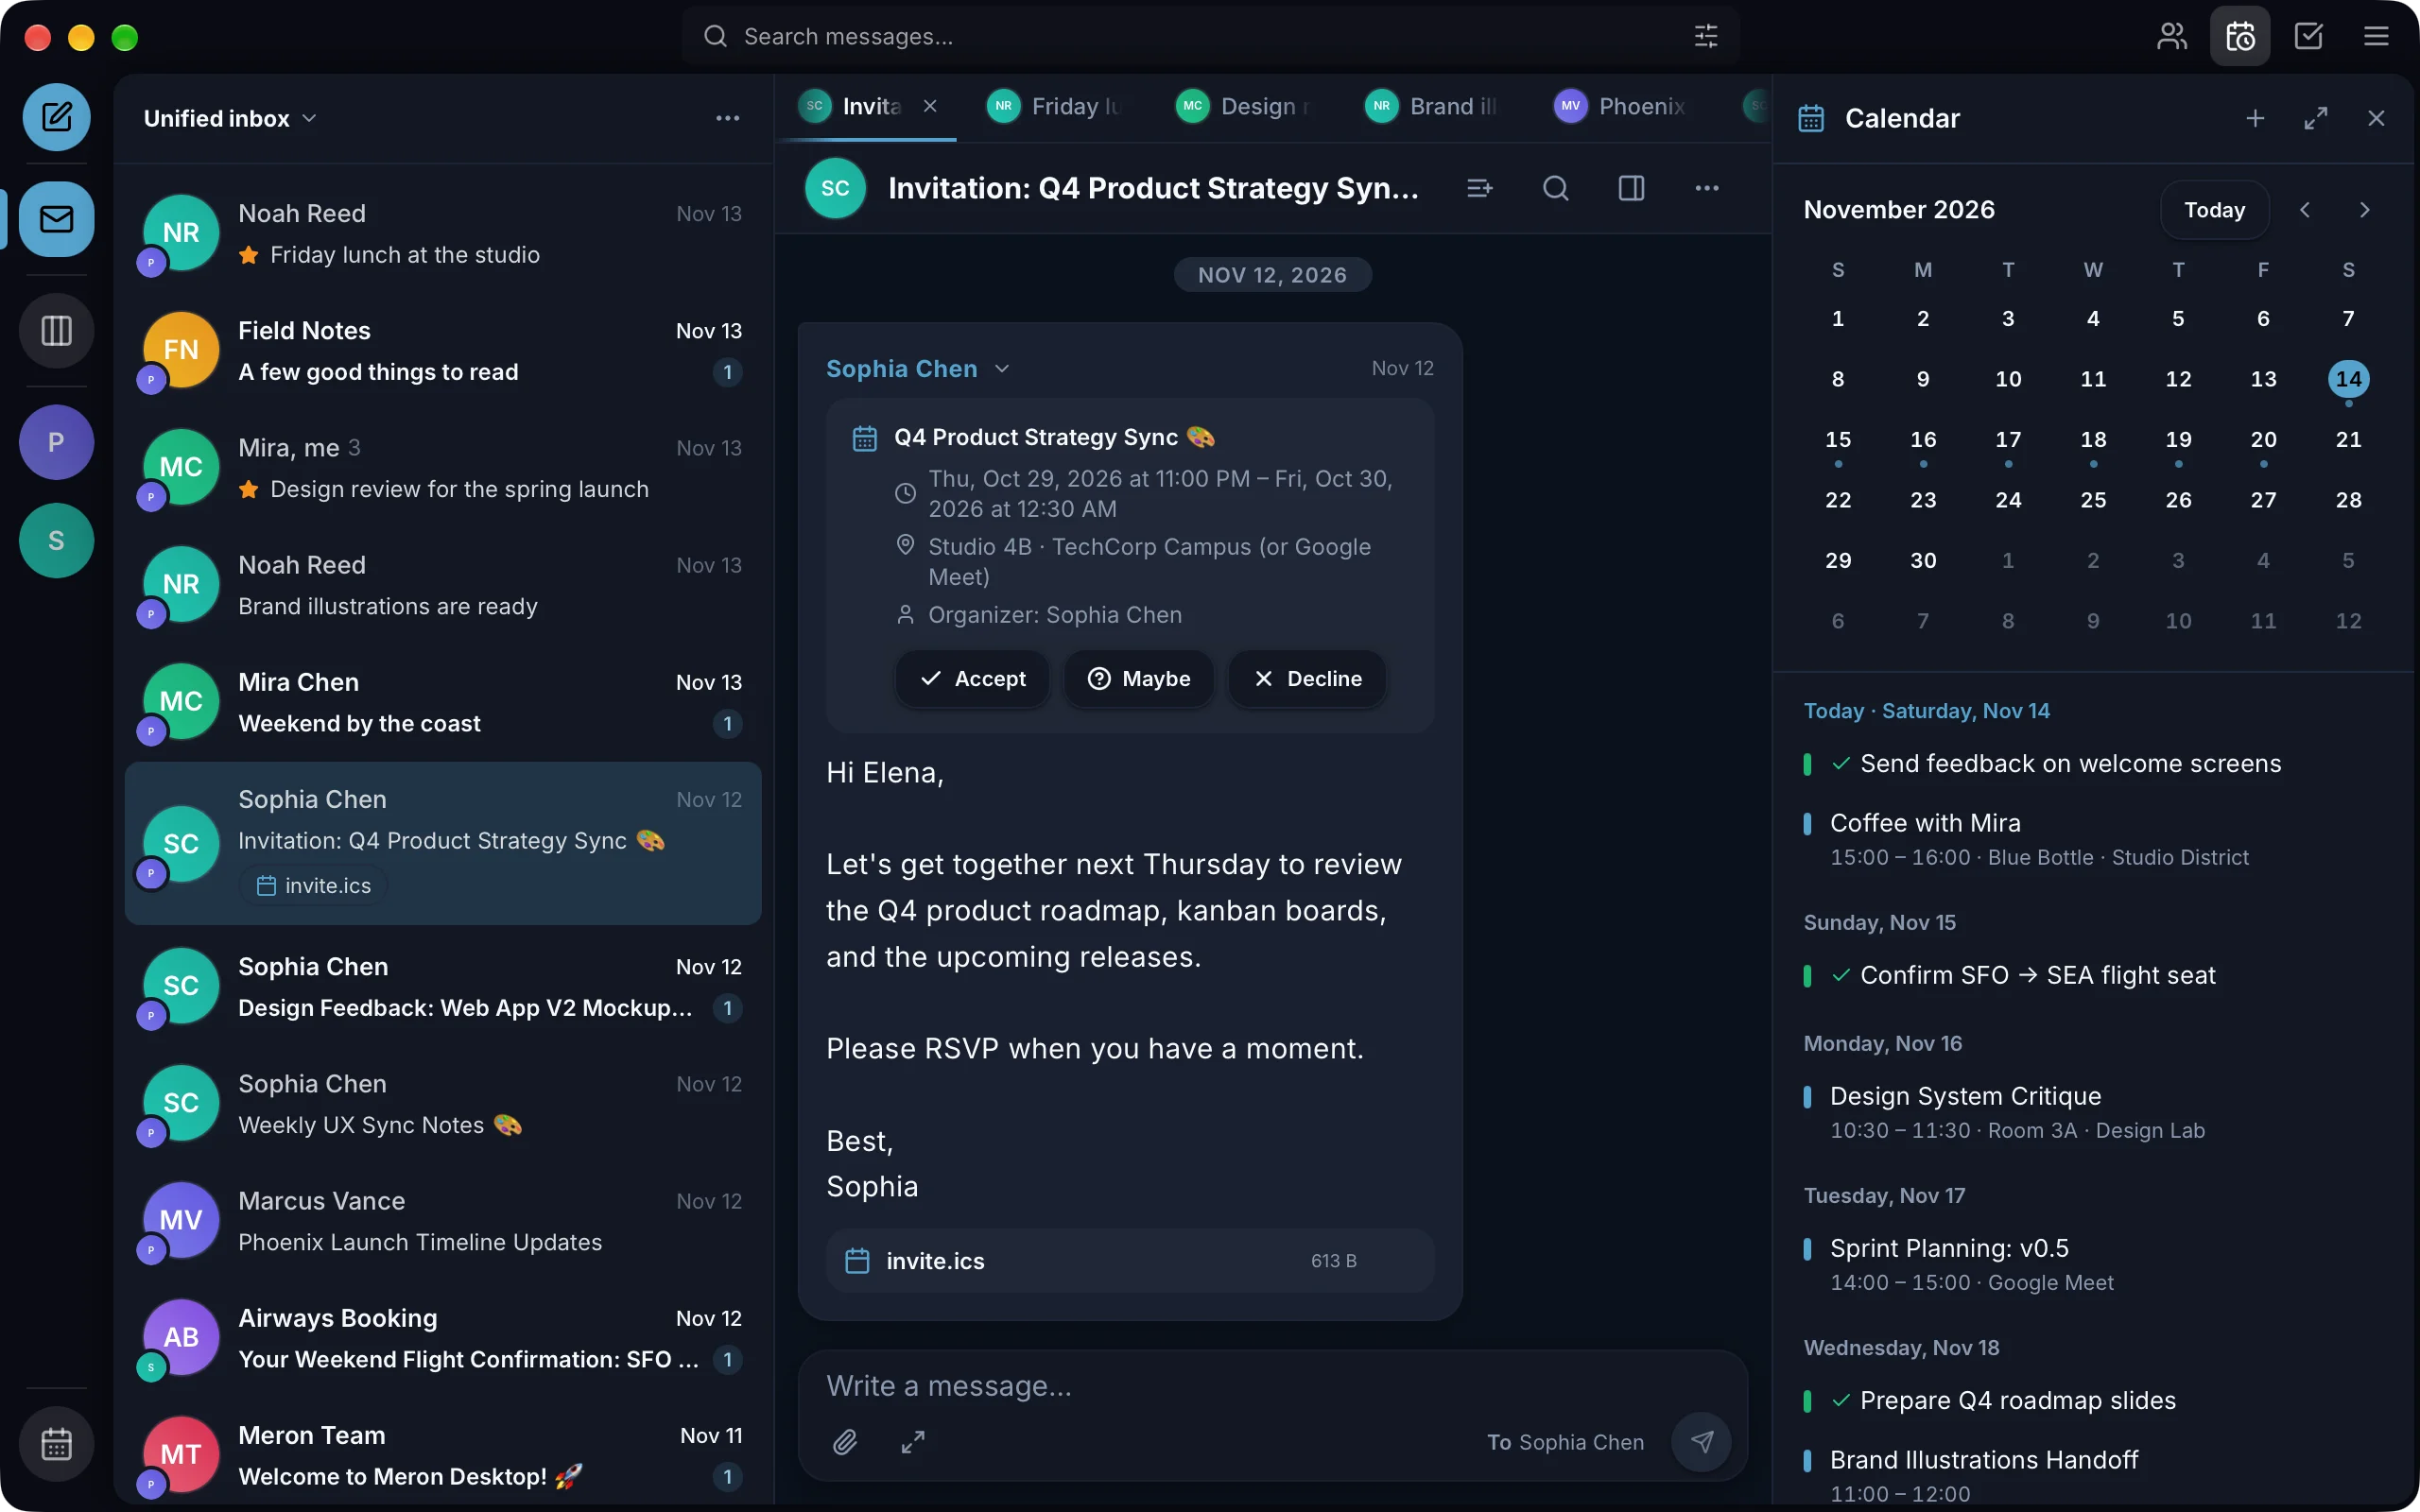 Search messages...
Unified inbox
P
S
NR
P
Noah Reed
Nov 13
Friday lunch at the studio
FN
P
Field Notes
Nov 13
A few good things to read
1
MC
P
Mira, me 3
Nov 13
Design review for the spring launch
NR
P
Noah Reed
Nov 13
Brand illustrations are ready
MC
P
Mira Chen
Nov 13
Weekend by the coast
1
SC
P
Sophia Chen
Nov 12
Invitation: Q4 Product Strategy Sync 🎨
invite.ics
SC
P
Sophia Chen
Nov 12
Design Feedback: Web App V2 Mockup...
1
SC
P
Sophia Chen
Nov 12
Weekly UX Sync Notes 🎨
MV
P
Marcus Vance
Nov 12
Phoenix Launch Timeline Updates
AB
S
Airways Booking
Nov 12
Your Weekend Flight Confirmation: SFO ...
1
MT
P
Meron Team
Nov 11
Welcome to Meron Desktop! 🚀
1
SC Invita
NR Friday lu
MC Design r
NR Brand ill
MV Phoenix
SC
SC
Invitation: Q4 Product Strategy Syn...
NOV 12, 2026
Sophia Chen
Nov 12
Q4 Product Strategy Sync 🎨
Thu, Oct 29, 2026 at 11:00 PM – Fri, Oct 30,
2026 at 12:30 AM
Studio 4B · TechCorp Campus (or Google
Meet)
Organizer: Sophia Chen
Accept
Maybe
Decline
Hi Elena,
Let's get together next Thursday to review
the Q4 product roadmap, kanban boards,
and the upcoming releases.
Please RSVP when you have a moment.
Best,
Sophia
invite.ics
613 B
Write a message...
To Sophia Chen
Calendar
November 2026
Today
S M T W T F S
1 2 3 4 5 6 7
8 9 10 11 12 13 14
15 16 17 18 19 20 21
22 23 24 25 26 27 28
29 30 1 2 3 4 5
6 7 8 9 10 11 12
Today · Saturday, Nov 14
✓ Send feedback on welcome screens
Coffee with Mira
15:00 – 16:00 · Blue Bottle · Studio District
Sunday, Nov 15
✓ Confirm SFO → SEA flight seat
Monday, Nov 16
Design System Critique
10:30 – 11:30 · Room 3A · Design Lab
Tuesday, Nov 17
Sprint Planning: v0.5
14:00 – 15:00 · Google Meet
Wednesday, Nov 18
✓ Prepare Q4 roadmap slides
Brand Illustrations Handoff
11:00 – 12:00